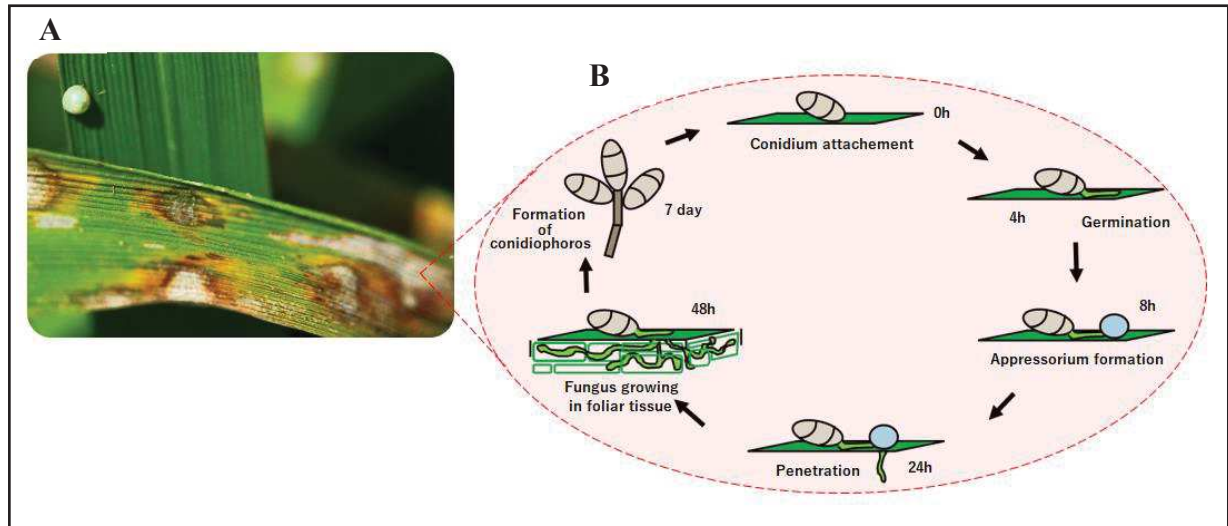 A
B
0h
Conidium attachement
4h
Germination
8h
Appressorium formation
Penetration
24h
48h
Fungus growing
in foliar tissue
Formation
of
conidiophoros
7 day